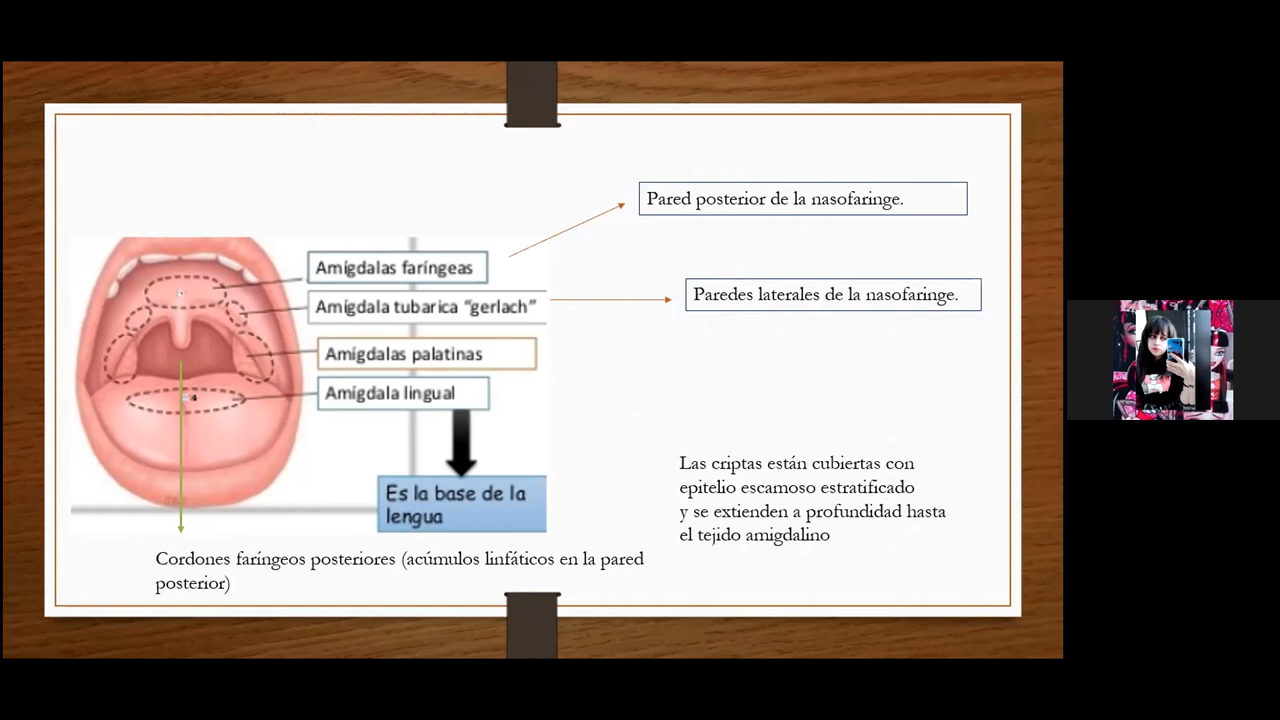 Pared posterior de la nasofaringe.
Amígdalas faríngeas
Paredes laterales de la nasofaringe.
Amígdala tubarica “gerlach”
Amígdalas palatinas
Amígdala lingual
Las criptas están cubiertas con
epitelio escamoso estratificado
y se extienden a profundidad hasta
el tejido amigdalino
Es la base de la
lengua
Cordones faríngeos posteriores (acúmulos linfáticos en la pared
posterior)